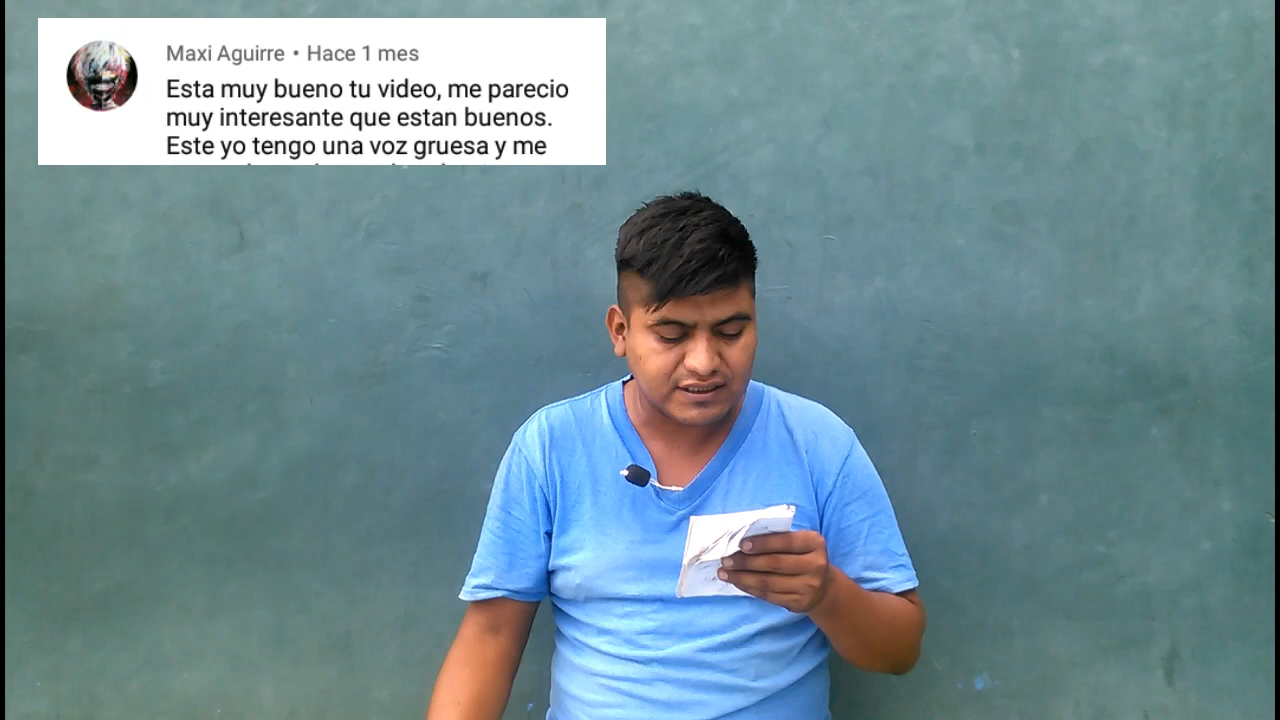 Maxi Aguirre • Hace 1 mes
Esta muy bueno tu video, me parecio
muy interesante que estan buenos.
Este yo tengo una voz gruesa y me